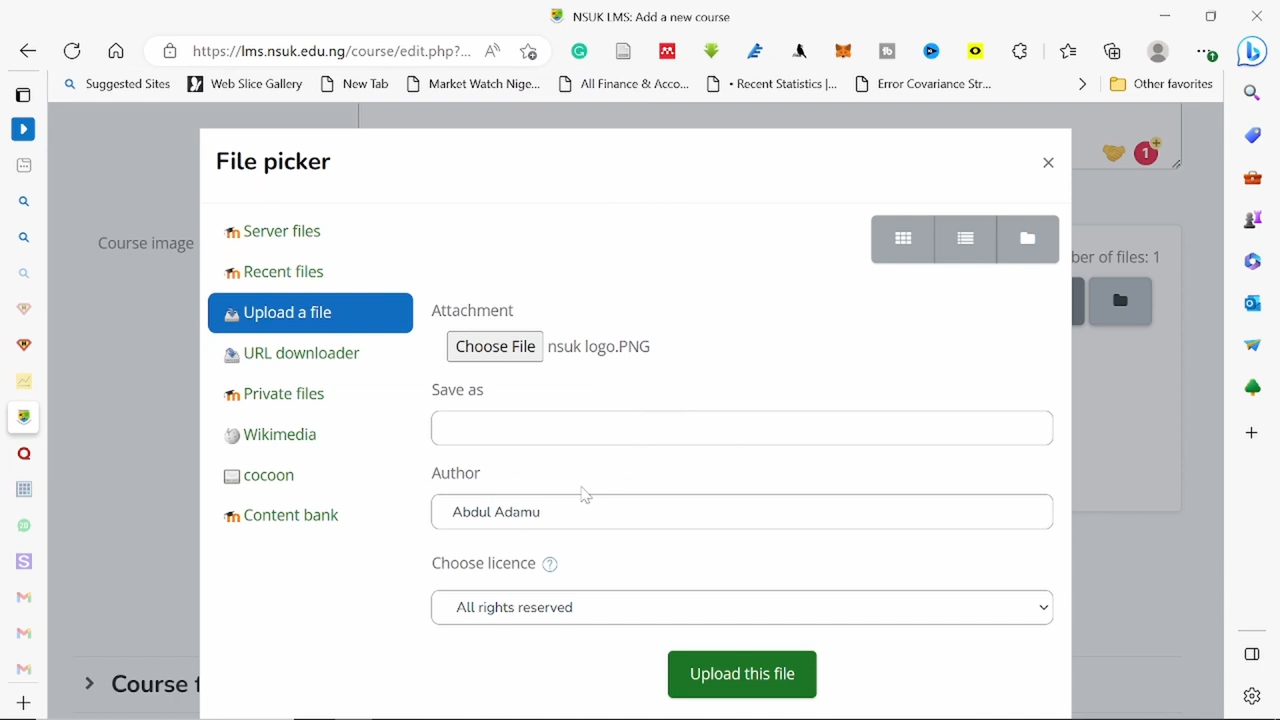 NSUK LMS: Add a new course
https://lms.nsuk.edu.ng/course/edit.php?...
Suggested Sites
Web Slice Gallery
New Tab
Market Watch Nige...
All Finance & Acco...
• Recent Statistics |...
Error Covariance Str...
Other favorites
File picker
1
Server files
Course image
ber of files: 1
Recent files
Upload a file
Attachment
Choose File nsuk logo.PNG
URL downloader
Private files
Save as
Wikimedia
cocoon
Author
Content bank
Abdul Adamu
Choose licence ?
All rights reserved
Upload this file
Course f